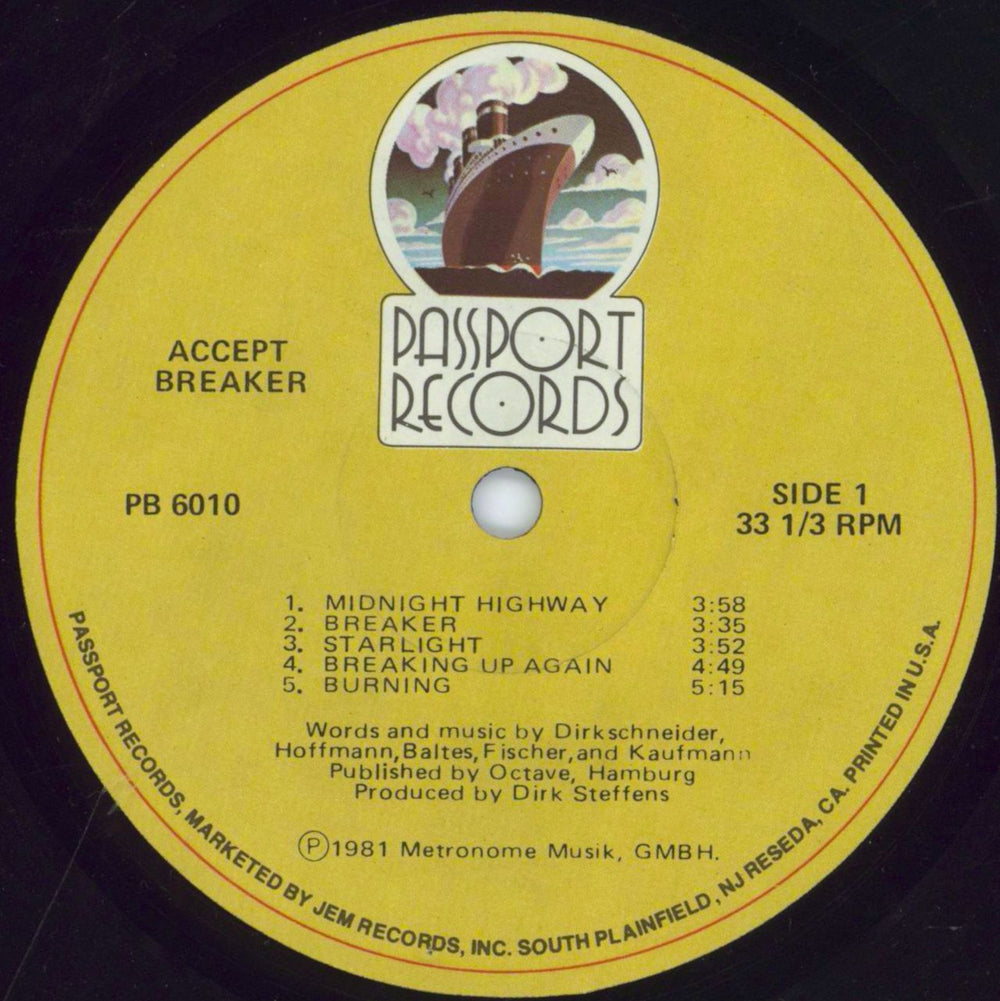 PASSPORT
RECORDS
ACCEPT
BREAKER
PB 6010
SIDE 1
33 1/3 RPM
1. MIDNIGHT HIGHWAY 3:58
2. BREAKER 3:35
3. STARLIGHT 3:52
4. BREAKING UP AGAIN 4:49
5. BURNING 5:15
Words and music by Dirkschneider,
Hoffmann,Baltes,Fischer,and Kaufmann
Published by Octave, Hamburg
Produced by Dirk Steffens
Ⓟ1981 Metronome Musik, GMBH.
PASSPORT RECORDS, MARKETED BY JEM RECORDS, INC. SOUTH PLAINFIELD, NJ RESEDA, CA. PRINTED IN U.S.A.